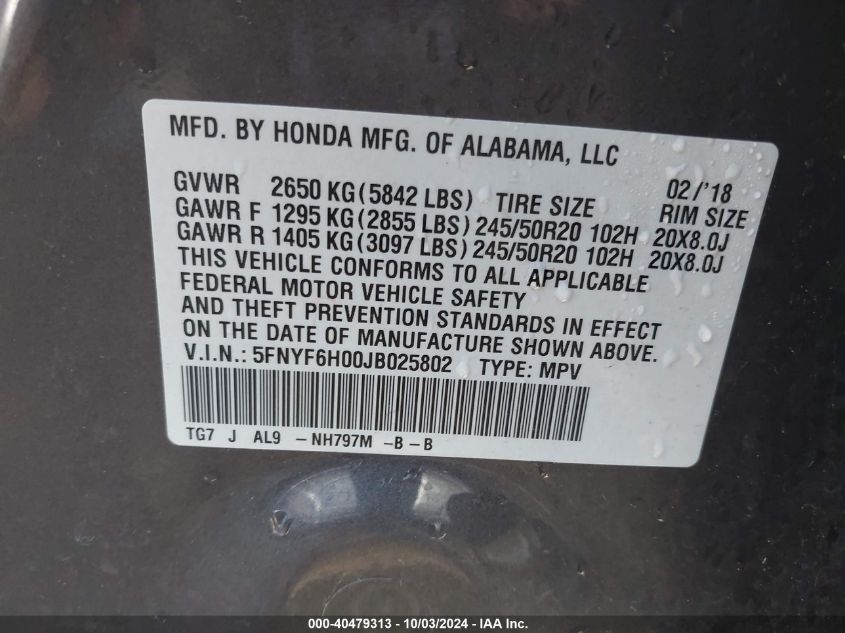 MFD. BY HONDA MFG. OF ALABAMA, LLC
02/'18
GVWR 2650 KG (5842 LBS) TIRE SIZE RIM SIZE
GAWR F 1295 KG (2855 LBS) 245/50R20 102H 20X8.0J
GAWR R 1405 KG (3097 LBS) 245/50R20 102H 20X8.0J
THIS VEHICLE CONFORMS TO ALL APPLICABLE
FEDERAL MOTOR VEHICLE SAFETY
AND THEFT PREVENTION STANDARDS IN EFFECT
ON THE DATE OF MANUFACTURE SHOWN ABOVE.
V.I.N.: 5FNYF6H00JB025802 TYPE: MPV
TG7 J AL9 - NH797M - B - B
000-40479313 - 10/03/2024 - IAA Inc.